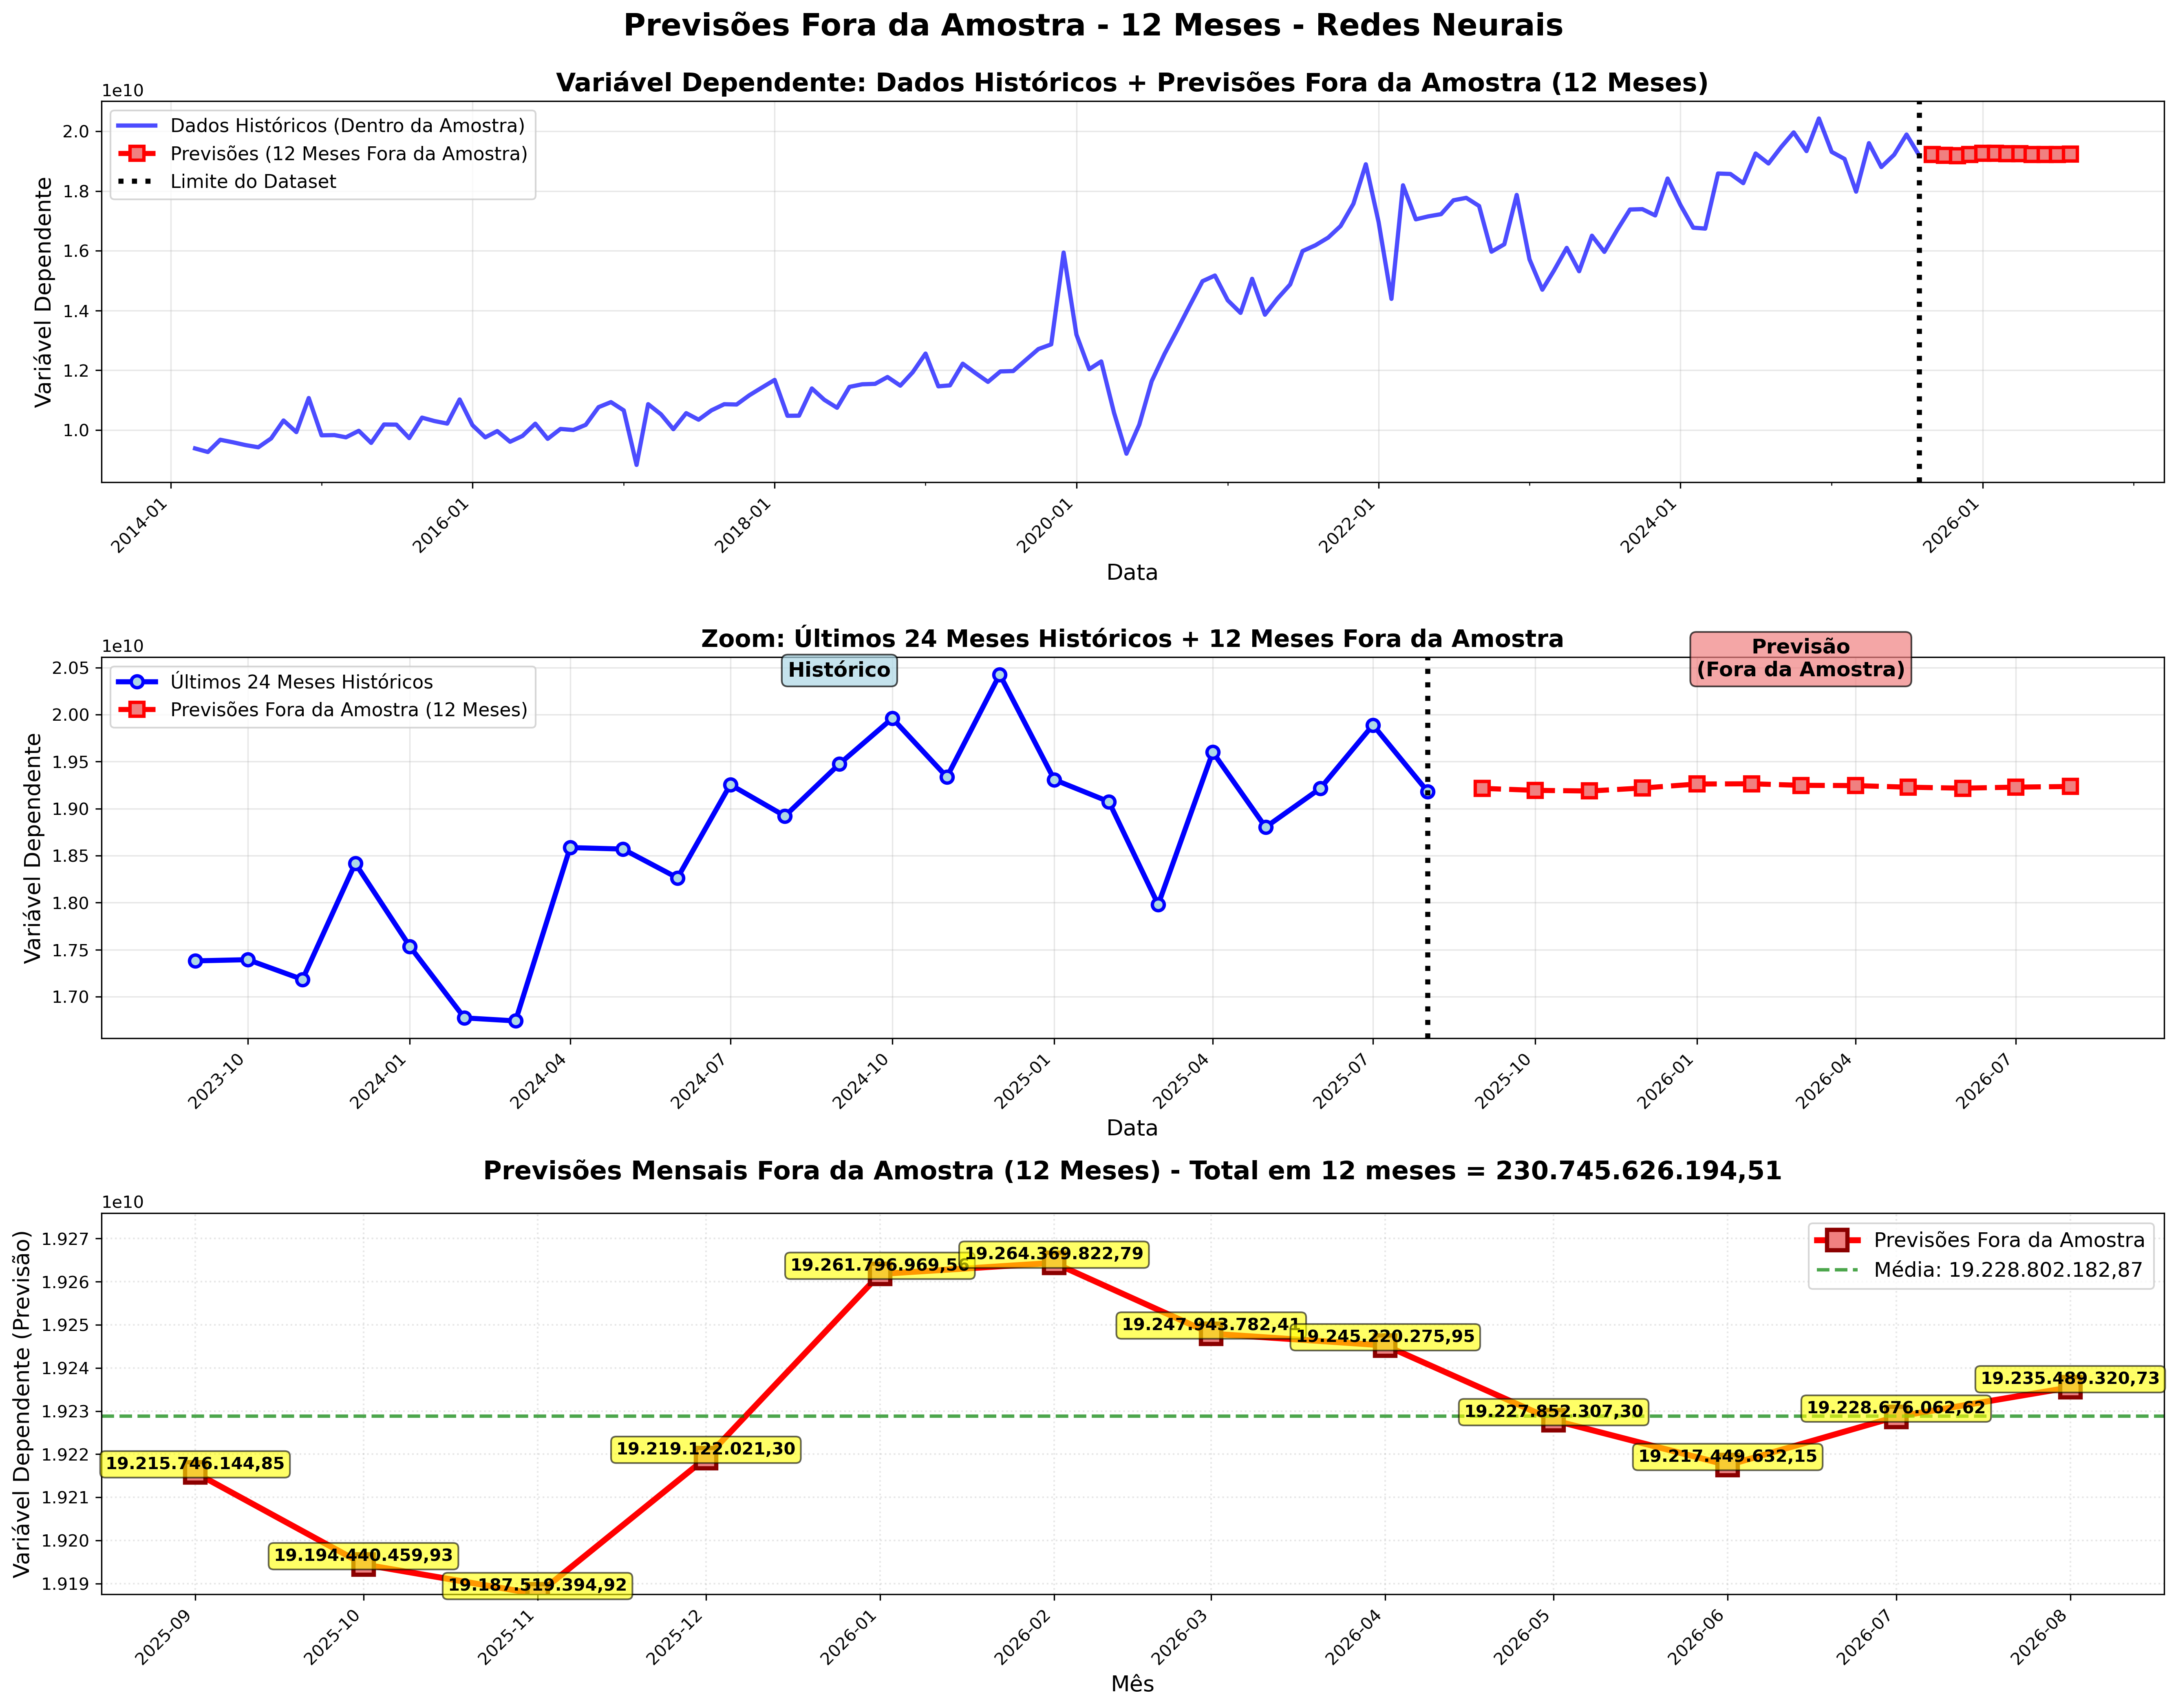 Previsões Fora da Amostra - 12 Meses - Redes Neurais
Variável Dependente: Dados Históricos + Previsões Fora da Amostra (12 Meses)
1e10
Dados Históricos (Dentro da Amostra)
Previsões (12 Meses Fora da Amostra)
Limite do Dataset
Variável Dependente
2.0
1.8
1.6
1.4
1.2
1.0
2014-01
2016-01
2018-01
2020-01
2022-01
2024-01
2026-01
Data
Zoom: Últimos 24 Meses Históricos + 12 Meses Fora da Amostra
1e10
Últimos 24 Meses Históricos
Previsões Fora da Amostra (12 Meses)
Histórico
Previsão
(Fora da Amostra)
Variável Dependente
2.05
2.00
1.95
1.90
1.85
1.80
1.75
1.70
2023-10
2024-01
2024-04
2024-07
2024-10
2025-01
2025-04
2025-07
2025-10
2026-01
2026-04
2026-07
Data
Previsões Mensais Fora da Amostra (12 Meses) - Total em 12 meses = 230.745.626.194,51
1e10
Previsões Fora da Amostra
Média: 19.228.802.182,87
Variável Dependente (Previsão)
1.927
1.926
1.925
1.924
1.923
1.922
1.921
1.920
1.919
19.215.746.144,85
19.194.440.459,93
19.187.519.394,92
19.219.122.021,30
19.261.796.969,56
19.264.369.822,79
19.247.943.782,41
19.245.220.275,95
19.227.852.307,30
19.217.449.632,15
19.228.676.062,62
19.235.489.320,73
2025-09
2025-10
2025-11
2025-12
2026-01
2026-02
2026-03
2026-04
2026-05
2026-06
2026-07
2026-08
Mês